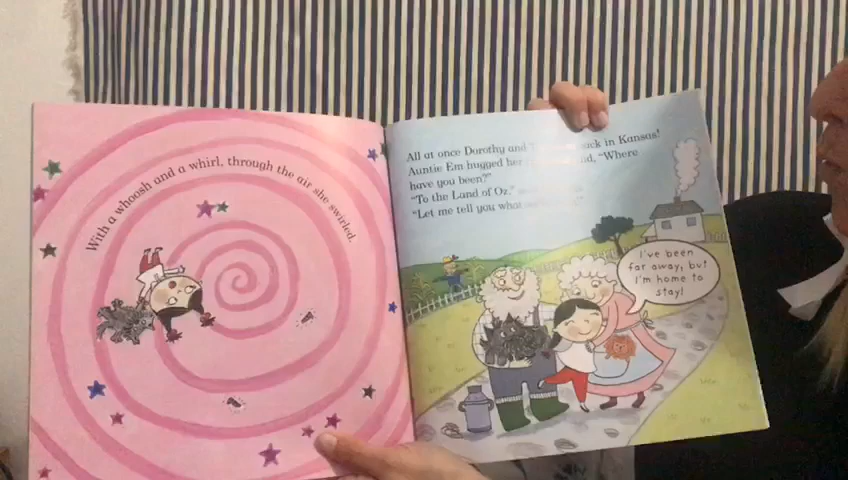 With a whoosh and a whirl, through the air she swirled.
All at once Dorothy and in Kansas!
Auntie Em hugged her "Where
have you been?"
"To the Land of Oz."
"Let me tell you what
I've been
far away, but
I'm home to
stay!